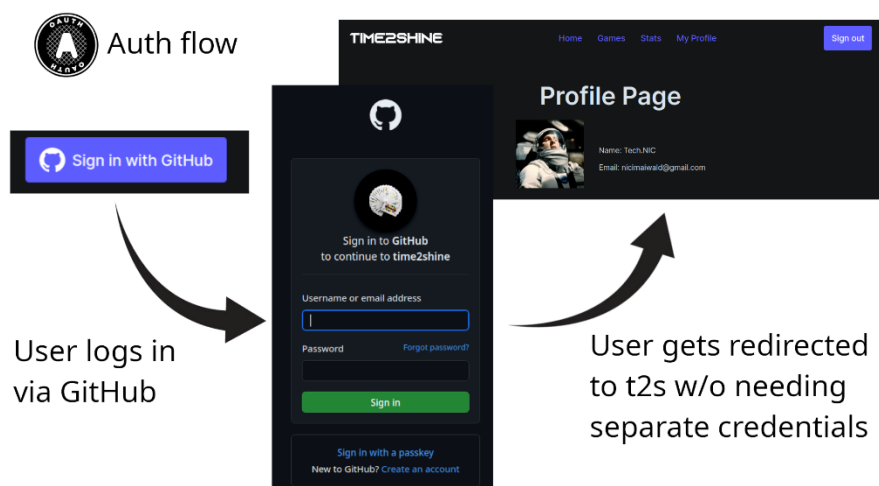 OAUTH
A
OAUTH
Auth flow
Sign in with GitHub
User logs in
via GitHub
Sign in to GitHub
to continue to time2shine
Username or email address
Password
Forgot password?
Sign in
Sign in with a passkey
New to GitHub? Create an account
TIME2SHINE
Home
Games
Stats
My Profile
Sign out
Profile Page
Name: Tech.NIC
Email: nicimaiwald@gmail.com
User gets redirected
to t2s w/o needing
separate credentials